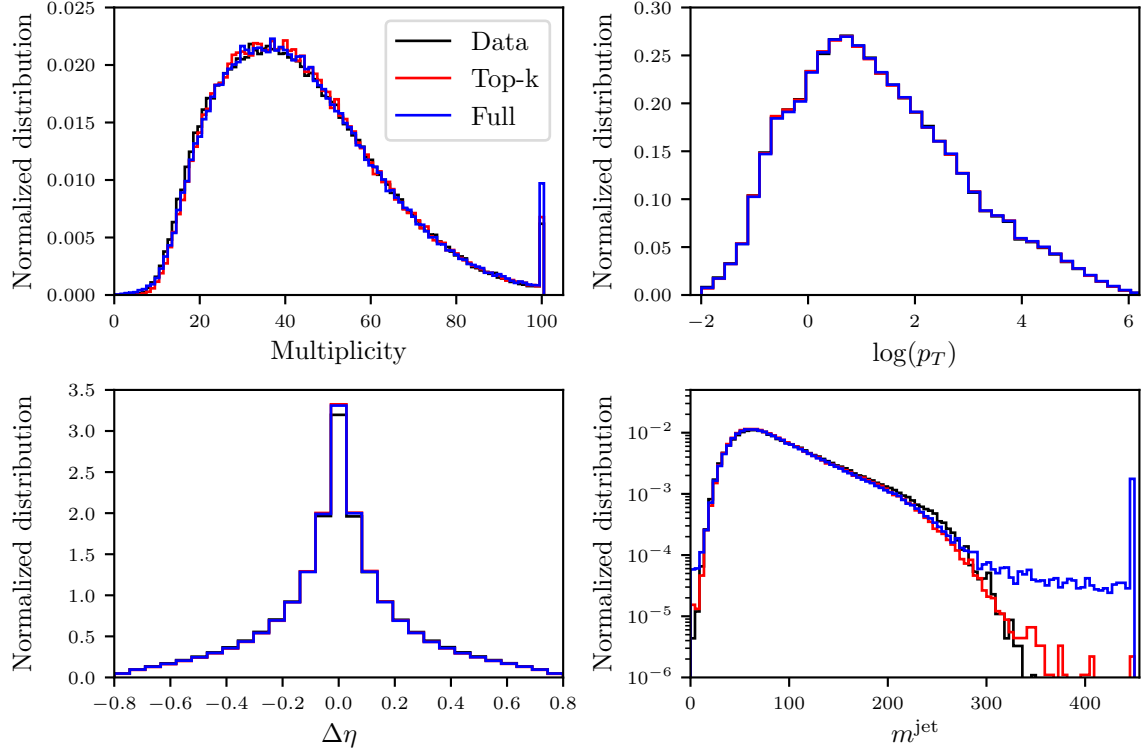 0.025
0.020
0.015
0.010
0.005
0.000
Normalized distribution
Data
Top-k
Full
0 20 40 60 80 100
Multiplicity
0.30
0.25
0.20
0.15
0.10
0.05
0.00
Normalized distribution
−2 0 2 4 6
log(p_T)
3.5
3.0
2.5
2.0
1.5
1.0
0.5
0.0
Normalized distribution
−0.8 −0.6 −0.4 −0.2 0.0 0.2 0.4 0.6 0.8
Δη
10⁻²
10⁻³
10⁻⁴
10⁻⁵
10⁻⁶
Normalized distribution
0 100 200 300 400
m^jet